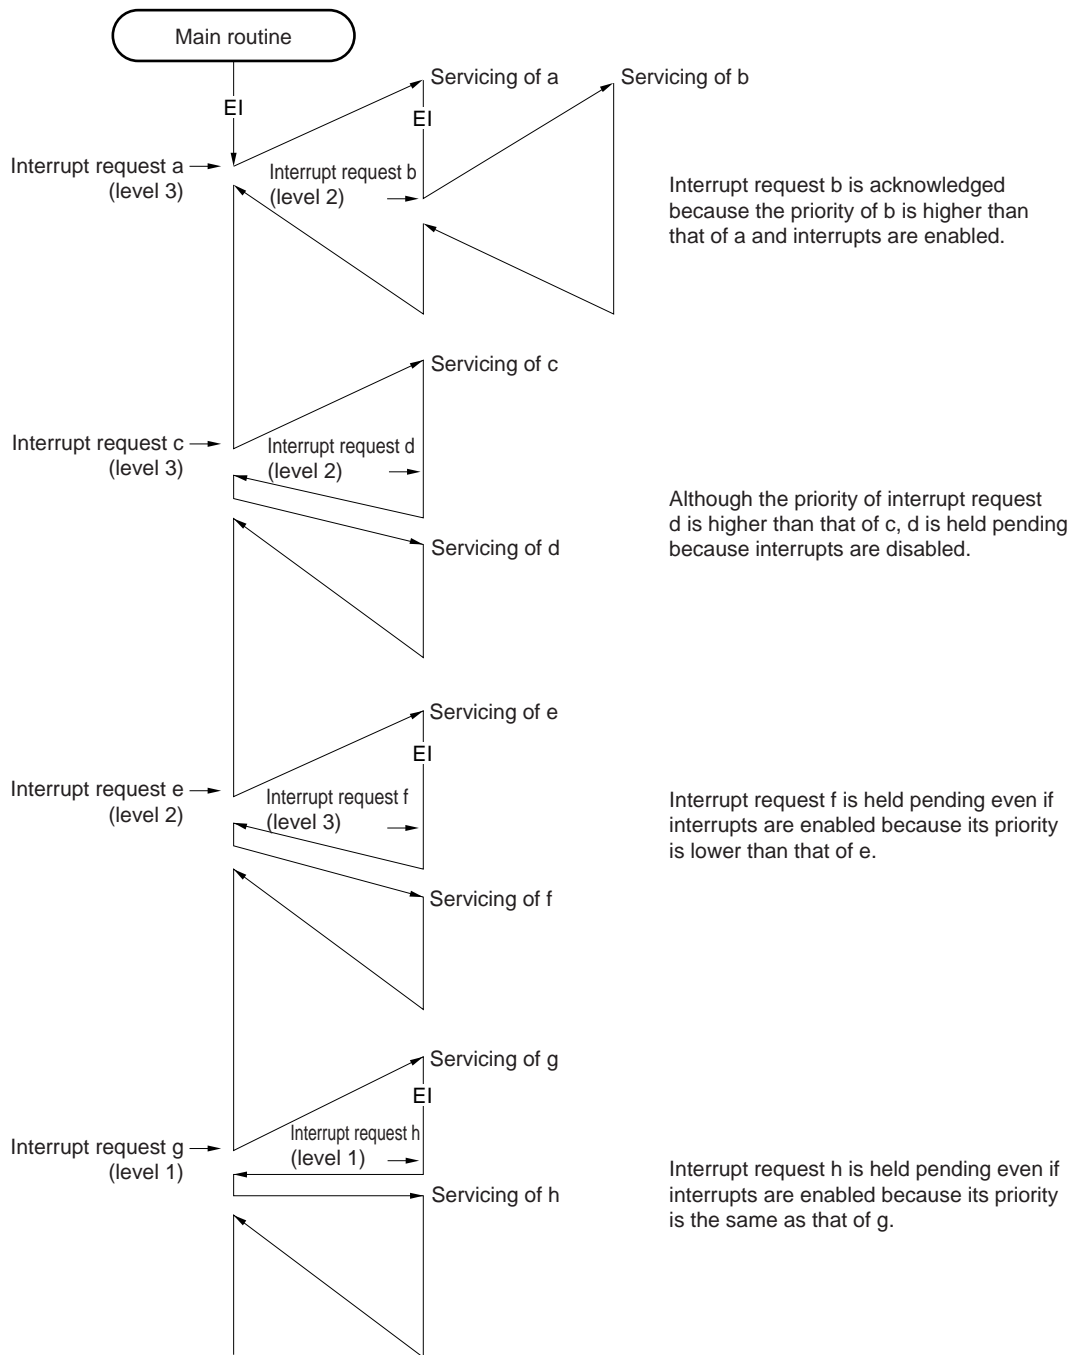 Main routine
EI
Servicing of a
EI
Servicing of b
Interrupt request a
(level 3)
Interrupt request b
(level 2)
Interrupt request b is acknowledged
because the priority of b is higher than
that of a and interrupts are enabled.
Servicing of c
Interrupt request c
(level 3)
Interrupt request d
(level 2)
Although the priority of interrupt request
d is higher than that of c, d is held pending
because interrupts are disabled.
Servicing of d
Servicing of e
EI
Interrupt request e
(level 2)
Interrupt request f
(level 3)
Interrupt request f is held pending even if
interrupts are enabled because its priority
is lower than that of e.
Servicing of f
Servicing of g
EI
Interrupt request g
(level 1)
Interrupt request h
(level 1)
Interrupt request h is held pending even if
interrupts are enabled because its priority
is the same as that of g.
Servicing of h